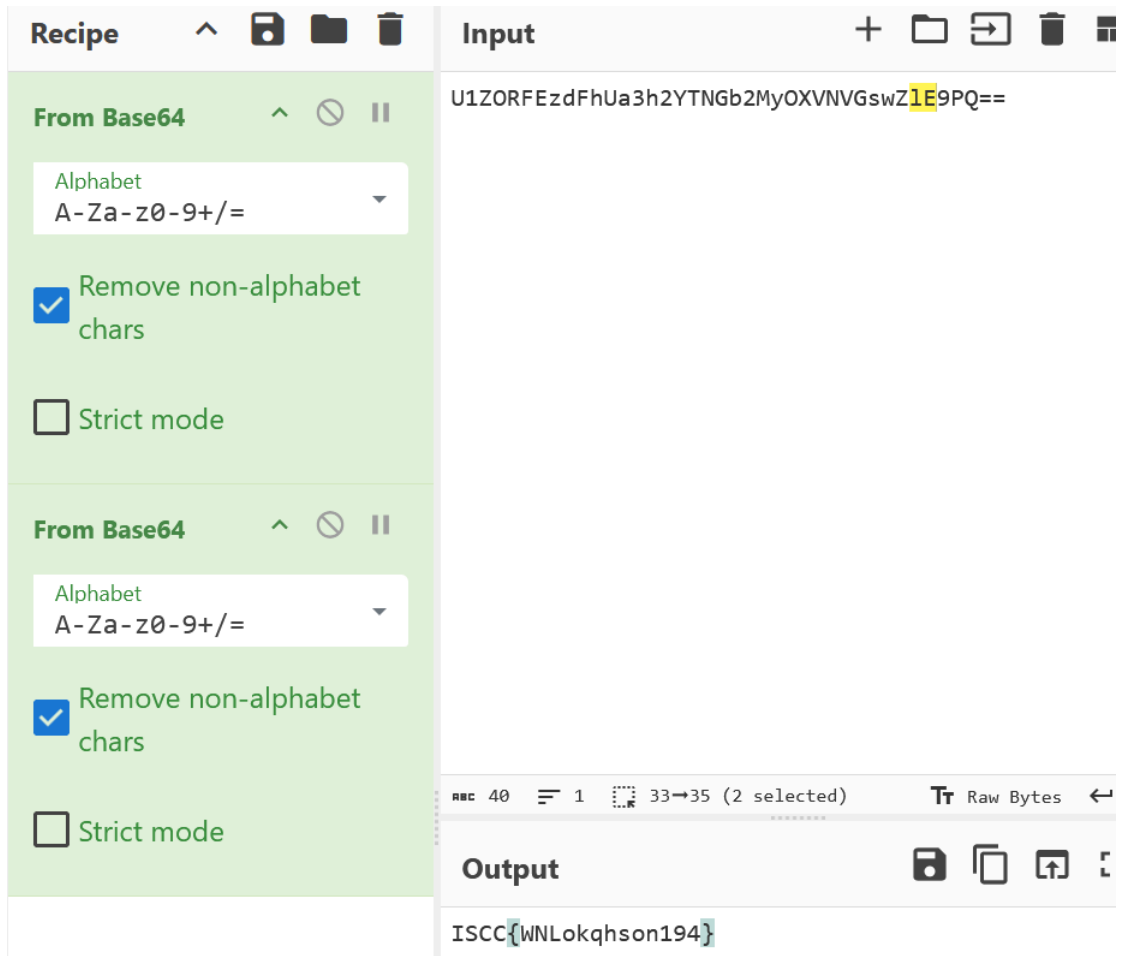 Recipe
From Base64
Alphabet
A-Za-z0-9+/=
Remove non-alphabet
chars
Strict mode
From Base64
Alphabet
A-Za-z0-9+/=
Remove non-alphabet
chars
Strict mode
Input
U1ZORFEzdFhUa3h2YTNGb2MyOXVNVGswZlE9PQ==
ABC 40 1 33→35 (2 selected) TT Raw Bytes
Output
ISCC{WNLokqhson194}